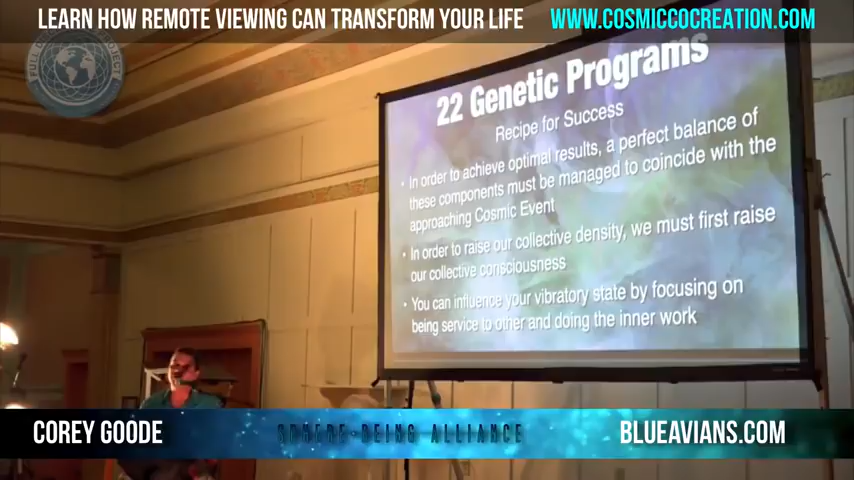 LEARN HOW REMOTE VIEWING CAN TRANSFORM YOUR LIFE WWW.COSMICCOCREATION.COM
22 Genetic Programs
Recipe for Success
• In order to achieve optimal results, a perfect balance of
these components must be managed to coincide with the
approaching Cosmic Event
• In order to raise our collective density, we must first raise
our collective consciousness
• You can influence your vibratory state by focusing on
being service to other and doing the inner work
COREY GOODE
SPHERE-BEING ALLIANCE
BLUEAVIANS.COM